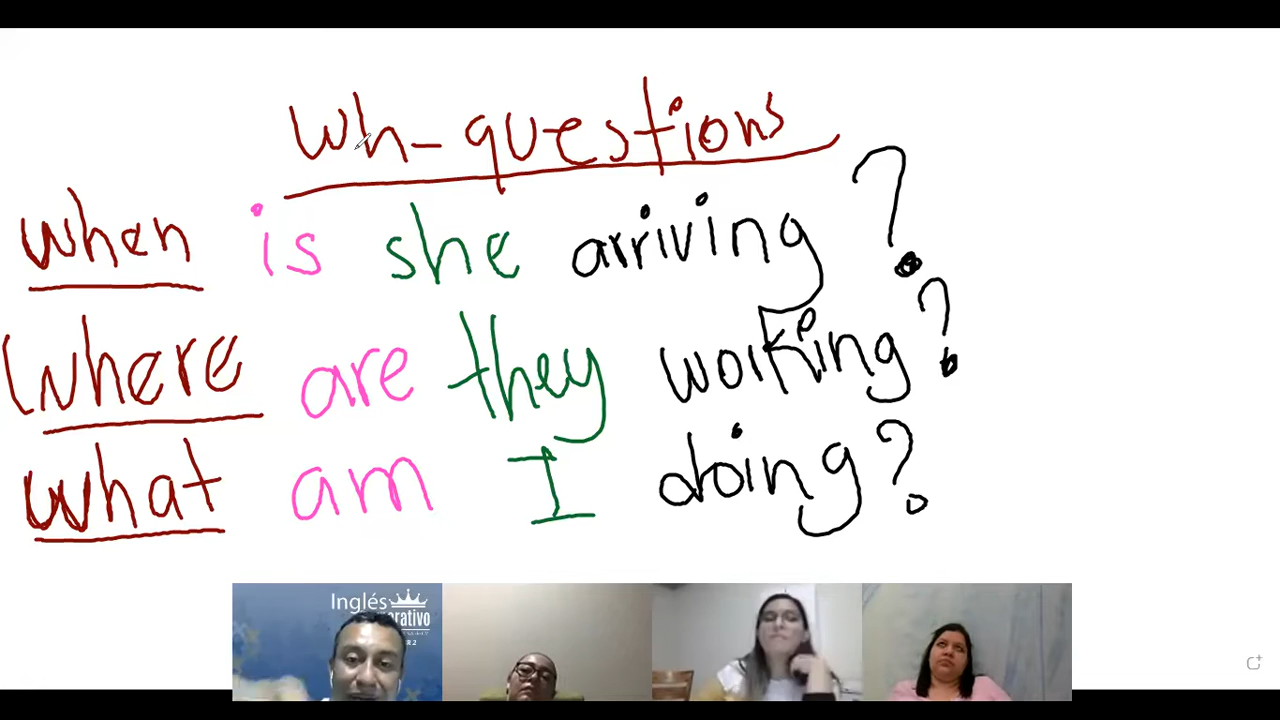 wh-questions
when is she arriving?
where are they working?
what am I doing?
Inglés